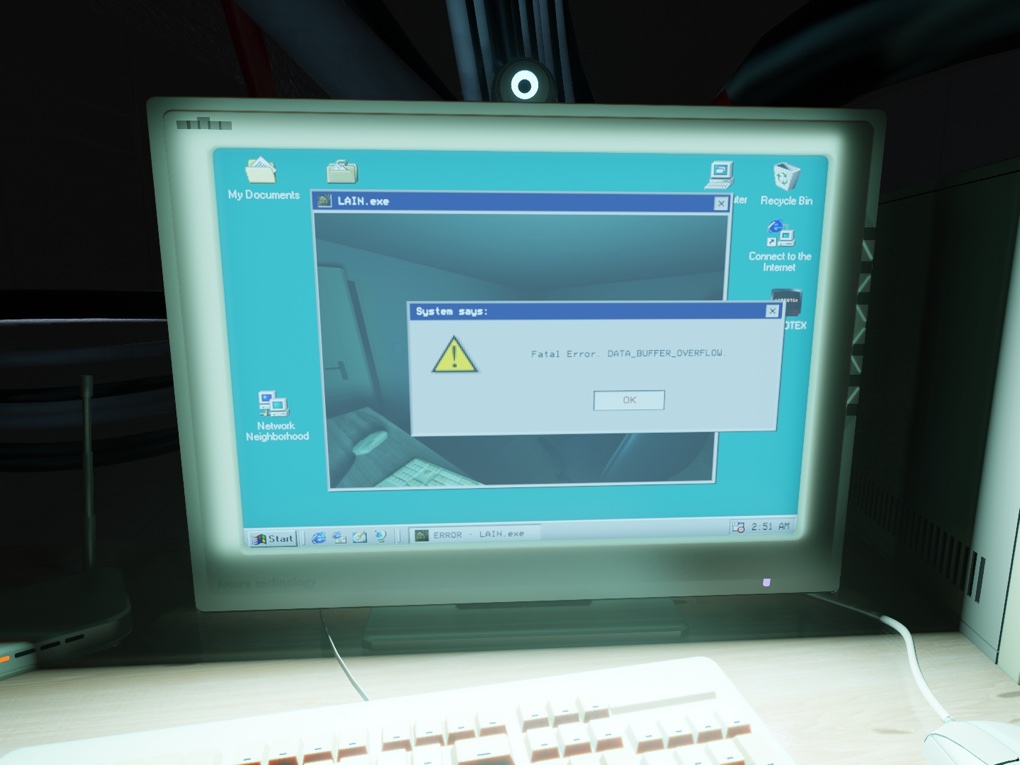 My Documents
Recycle Bin
LAIN.exe
Connect to the
Internet
System says:
Fatal Error. DATA_BUFFER_OVERFLOW.
OK
Network
Neighborhood
Start
ERROR - LAIN.exe
2:51 AM